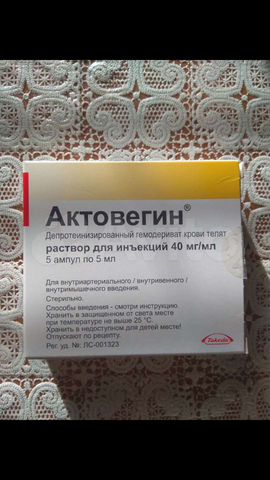 Актовегин®
Депротеинизированный гемодериват крови телят
раствор для инъекций 40 мг/мл
5 ампул по 5 мл
Для внутриартериального / внутривенного /
внутримышечного введения.
Стерильно.
Способы введения - смотри инструкцию.
Хранить в защищенном от света месте
при температуре не выше 25 °C.
Хранить в недоступном для детей месте!
Отпускают по рецепту.
Рег. уд. №: ЛС-001323
Takeda